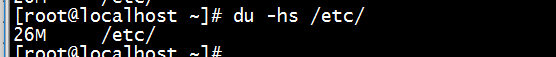 [root@localhost ~]# du -hs /etc/
26M     /etc/
[root@localhost ~]#